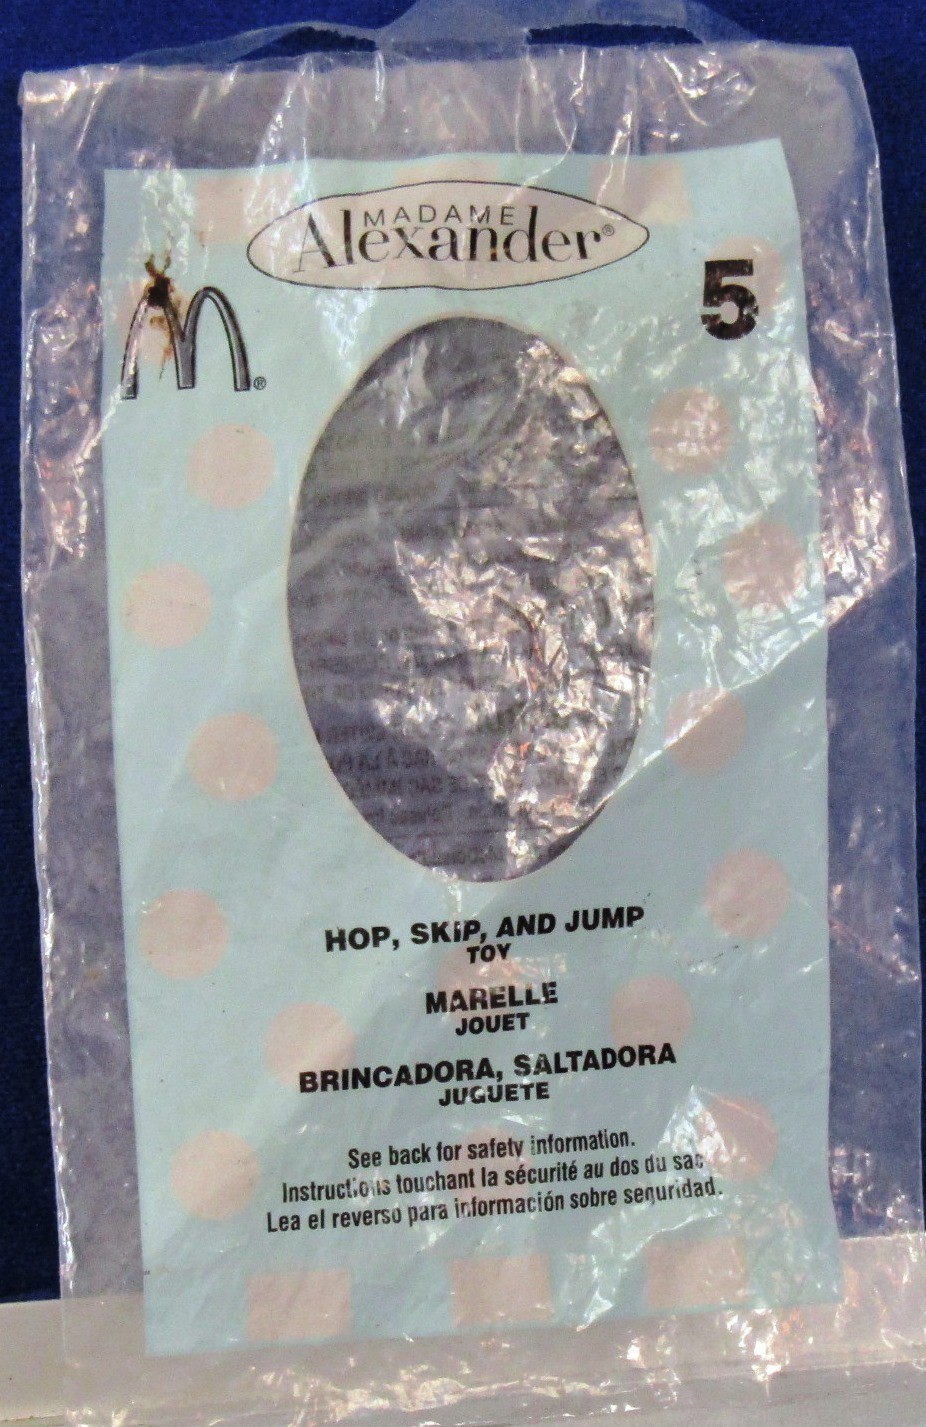 MADAME
Alexander®
M®
5
HOP, SKIP, AND JUMP
TOY
MARELLE
JOUET
BRINCADORA, SALTADORA
JUGUETE
See back for safety information.
Instructions touchant la sécurité au dos du sac
Lea el reverso para información sobre seguridad.